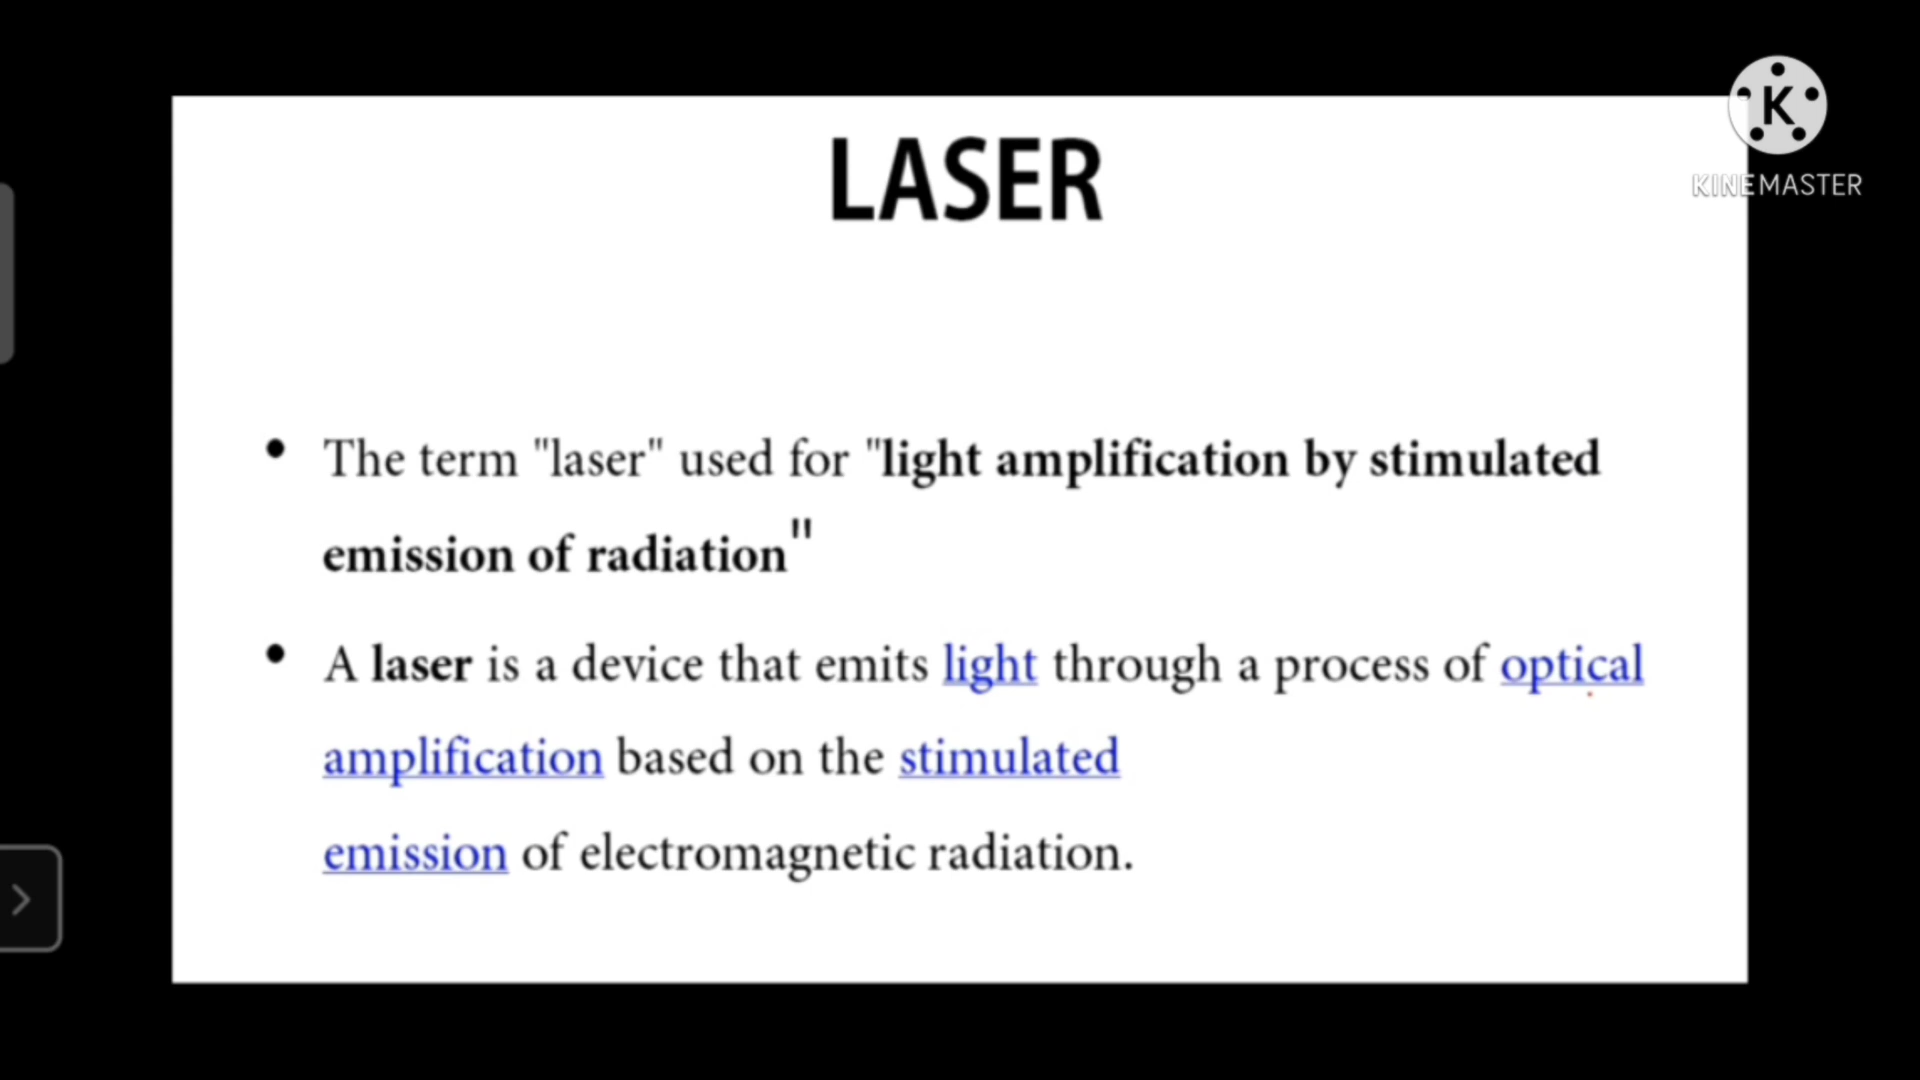 LASER
K
KINEMASTER
• The term "laser" used for "light amplification by stimulated
emission of radiation"
• A laser is a device that emits light through a process of optical
amplification based on the stimulated
emission of electromagnetic radiation.